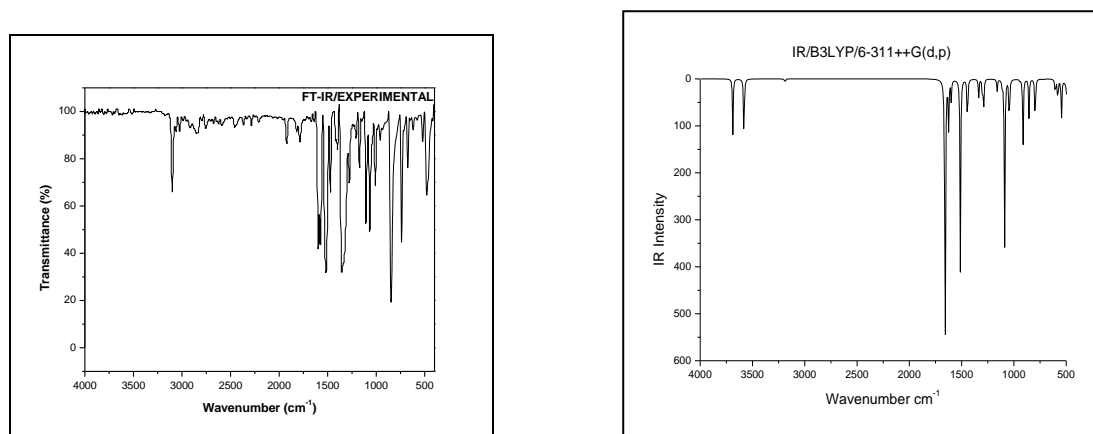 FT-IR/EXPERIMENTAL
100
80
60
40
20
0
Transmittance (%)
4000 3500 3000 2500 2000 1500 1000 500
Wavenumber (cm-1)
IR/B3LYP/6-311++G(d,p)
0
100
200
300
400
500
600
IR Intensity
4000 3500 3000 2500 2000 1500 1000 500
Wavenumber cm-1